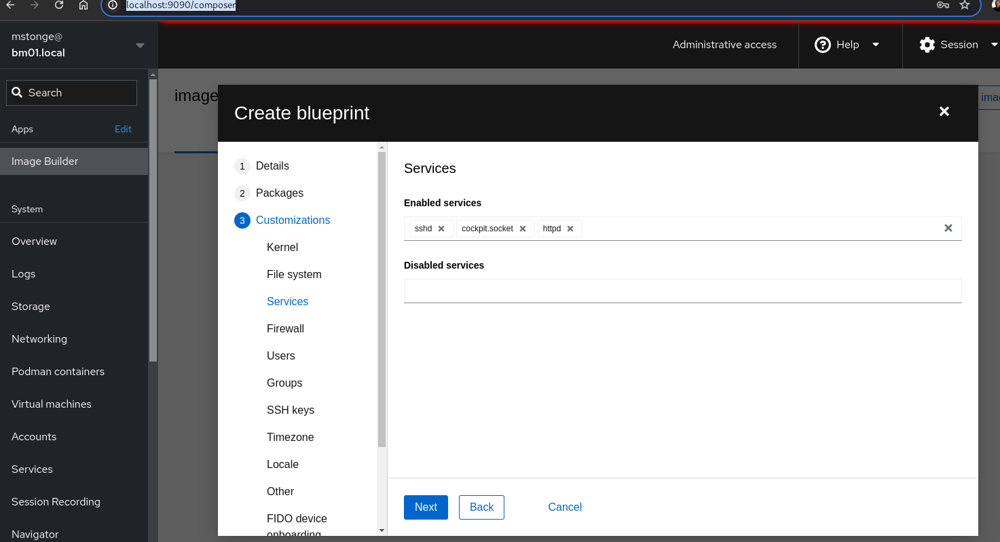 localhost:9090/composer
mstonge@
bm01.local
Administrative access
Help
Session
Search
Apps
Edit
Image Builder
System
Overview
Logs
Storage
Networking
Podman containers
Virtual machines
Accounts
Services
Session Recording
Navigator
image
Create blueprint
1 Details
2 Packages
3 Customizations
Kernel
File system
Services
Firewall
Users
Groups
SSH keys
Timezone
Locale
Other
FIDO device
onboarding
Services
Enabled services
sshd cockpit.socket httpd
Disabled services
Next Back Cancel